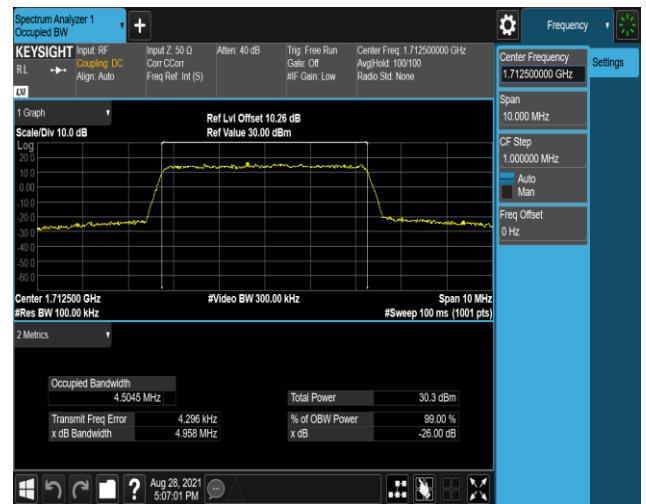 Spectrum Analyzer 1
Occupied BW
Frequency
KEYSIGHT
RL
LXI
Input: RF
Coupling: DC
Align: Auto
Input Z: 50 Ω
Corr CCorr
Freq Ref: Int (S)
Atten: 40 dB
Trig: Free Run
Gate: Off
#IF Gain: Low
Center Freq: 1.712500000 GHz
Avg|Hold: 100/100
Radio Std: None
Center Frequency
1.712500000 GHz
Settings
Span
10.000 MHz
CF Step
1.000000 MHz
Auto
Man
Freq Offset
0 Hz
1 Graph
Scale/Div 10.0 dB
Ref Lvl Offset 10.26 dB
Ref Value 30.00 dBm
Log
20.0
10.0
0.00
-10.0
-20.0
-30.0
-40.0
-50.0
-60.0
Center 1.712500 GHz
#Res BW 100.00 kHz
#Video BW 300.00 kHz
Span 10 MHz
#Sweep 100 ms (1001 pts)
2 Metrics
Occupied Bandwidth
4.5045 MHz
Total Power 30.3 dBm
Transmit Freq Error 4.296 kHz
% of OBW Power 99.00 %
x dB Bandwidth 4.958 MHz
x dB -26.00 dB
?
Aug 28, 2021
5:07:01 PM